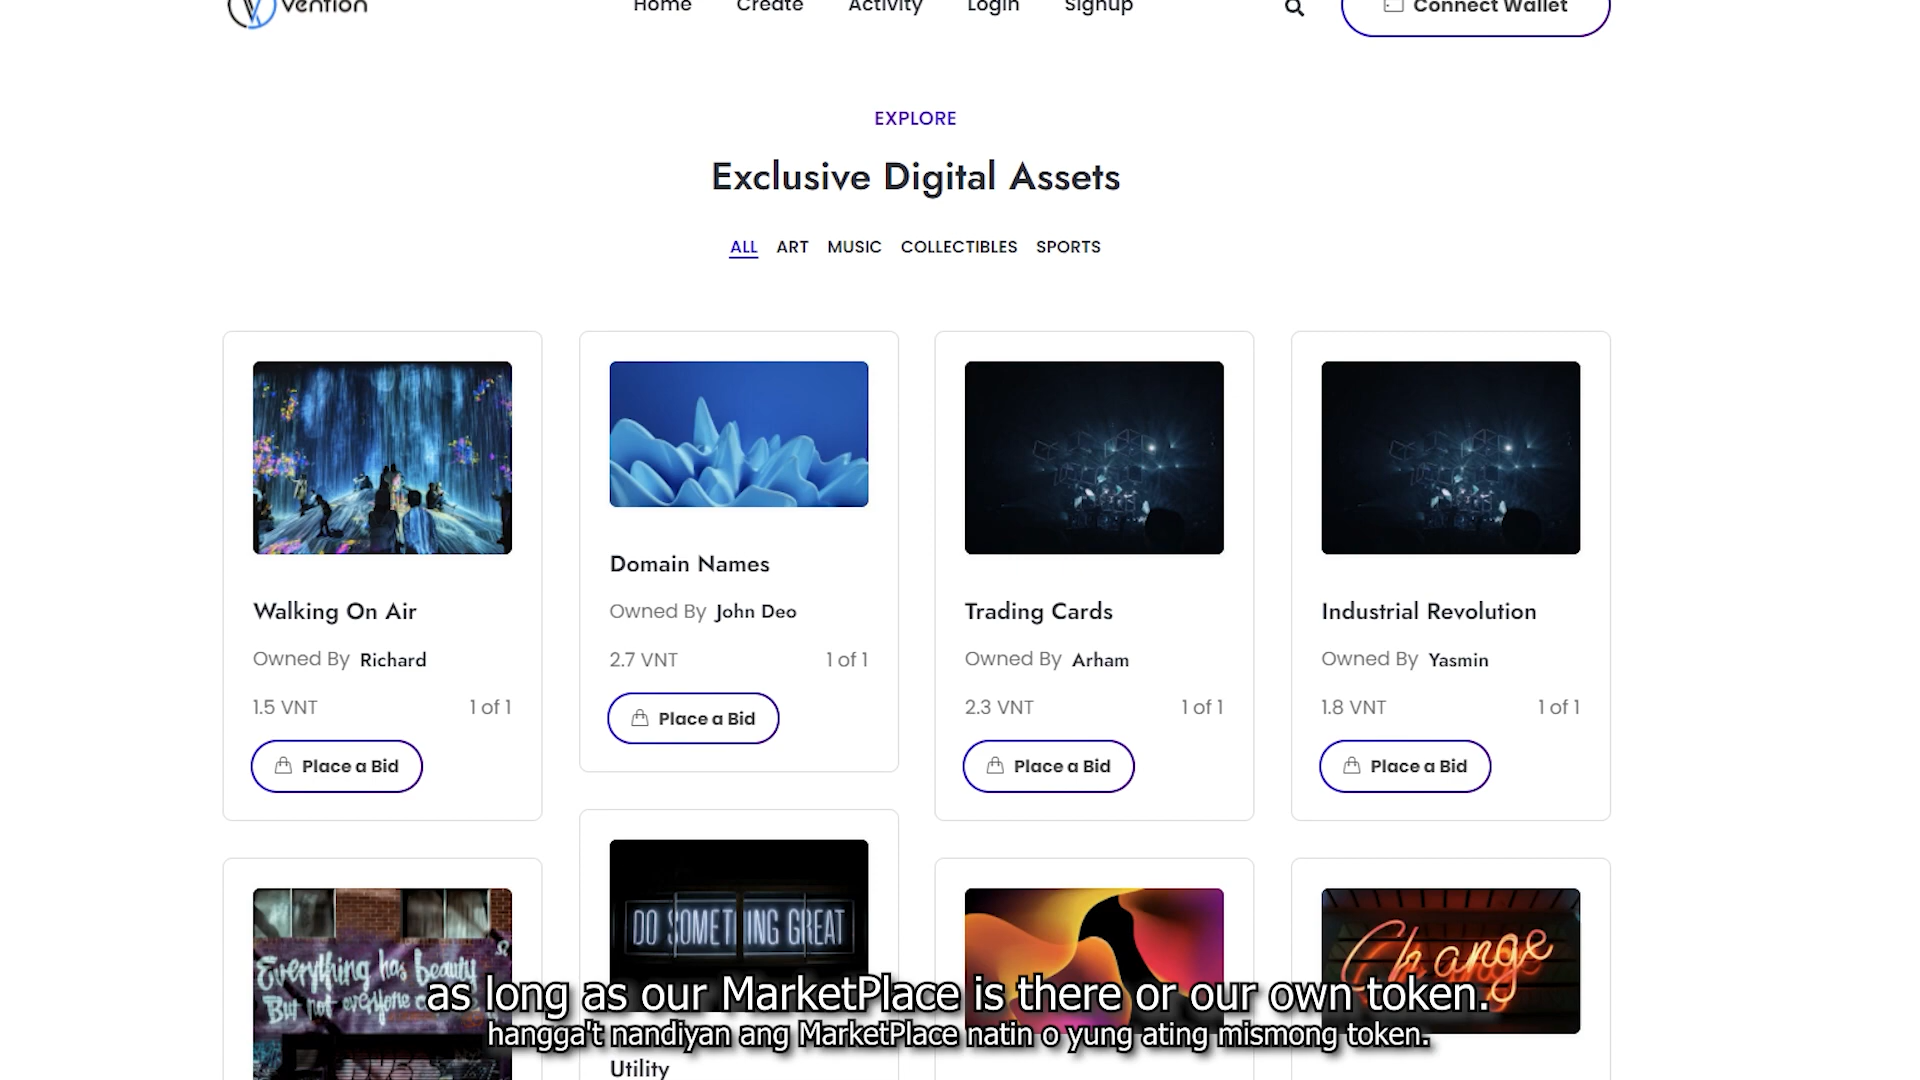 Vention
Home Create Activity Login Signup
Connect Wallet
EXPLORE
Exclusive Digital Assets
ALL ART MUSIC COLLECTIBLES SPORTS
Walking On Air
Owned By Richard
1.5 VNT 1 of 1
Place a Bid
Domain Names
Owned By John Deo
2.7 VNT 1 of 1
Place a Bid
Trading Cards
Owned By Arham
2.3 VNT 1 of 1
Place a Bid
Industrial Revolution
Owned By Yasmin
1.8 VNT 1 of 1
Place a Bid
Everything has beauty
But not everyone
DO SOMETHING GREAT
Change
as long as our MarketPlace is there or our own token.
hangga't nandiyan ang MarketPlace natin o yung ating mismong token.
Utility